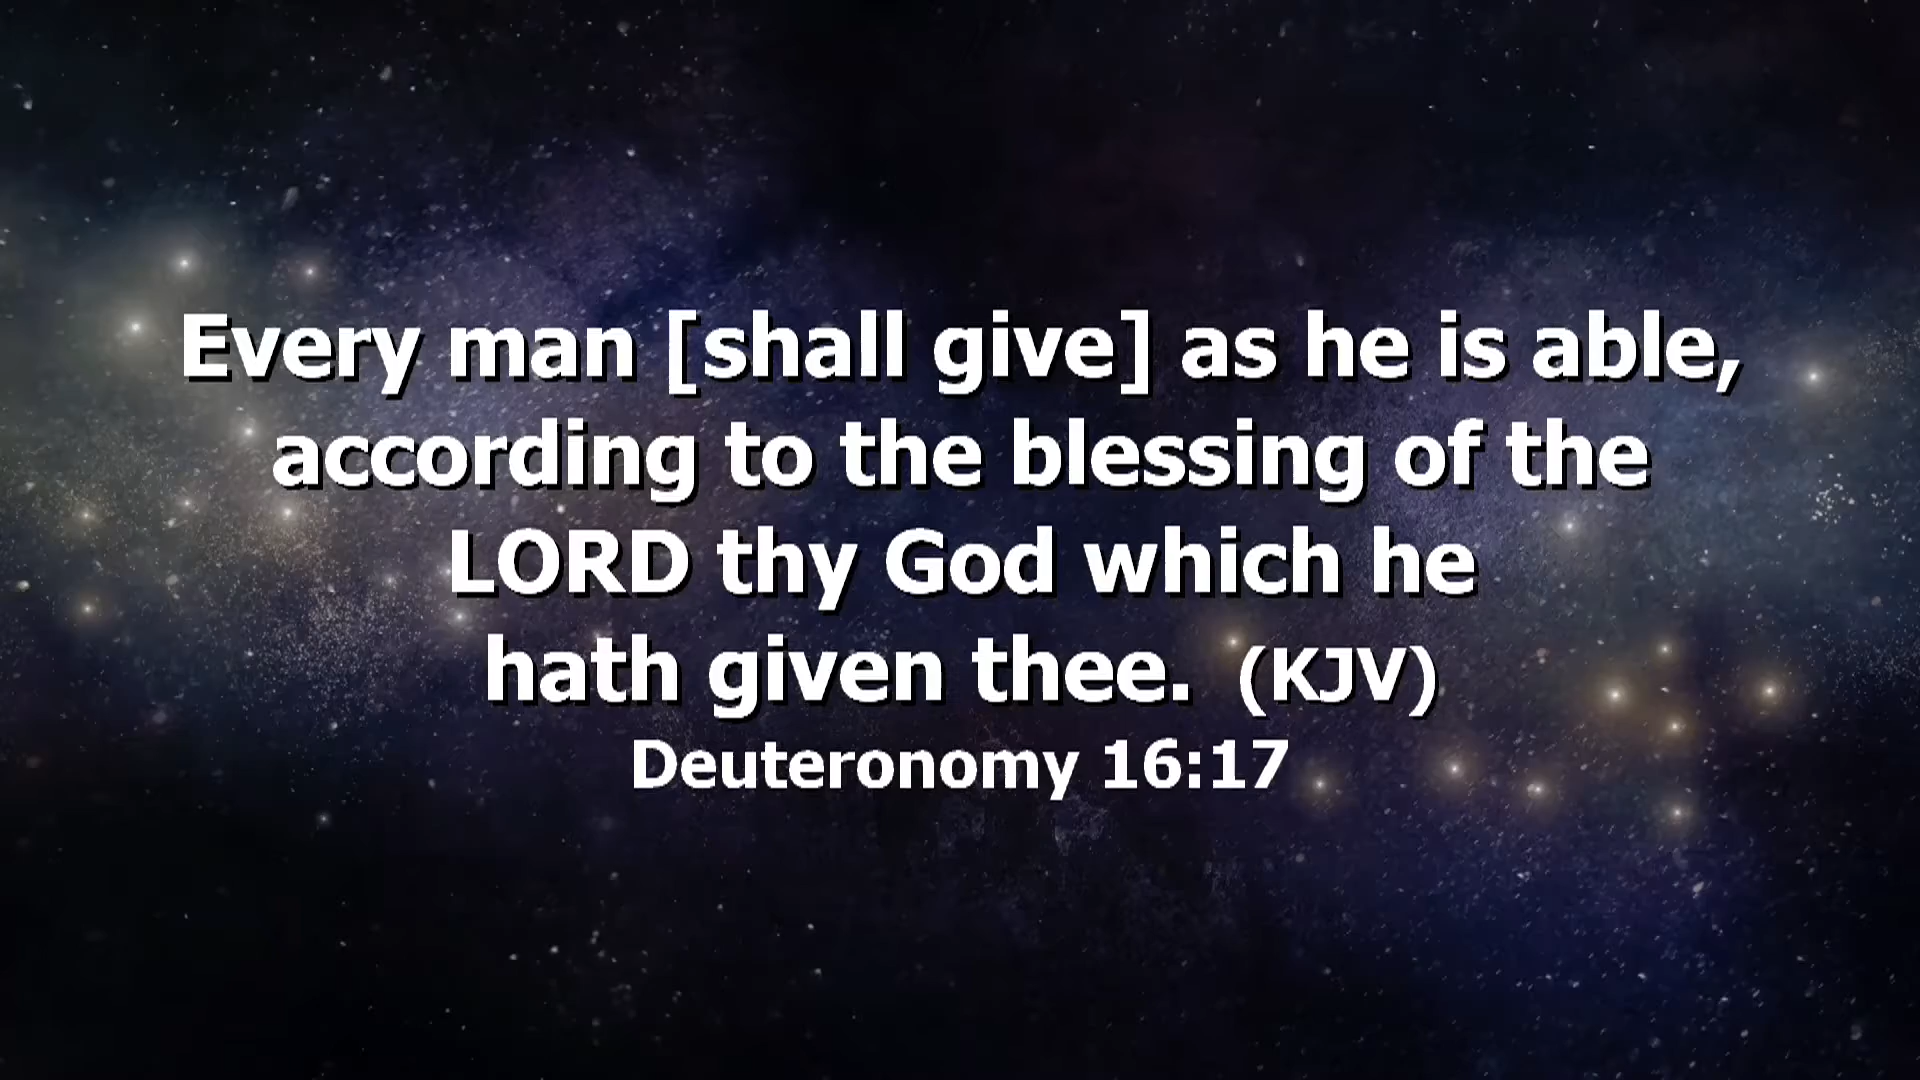 Every man [shall give] as he is able,
according to the blessing of the
LORD thy God which he
hath given thee. (KJV)
Deuteronomy 16:17